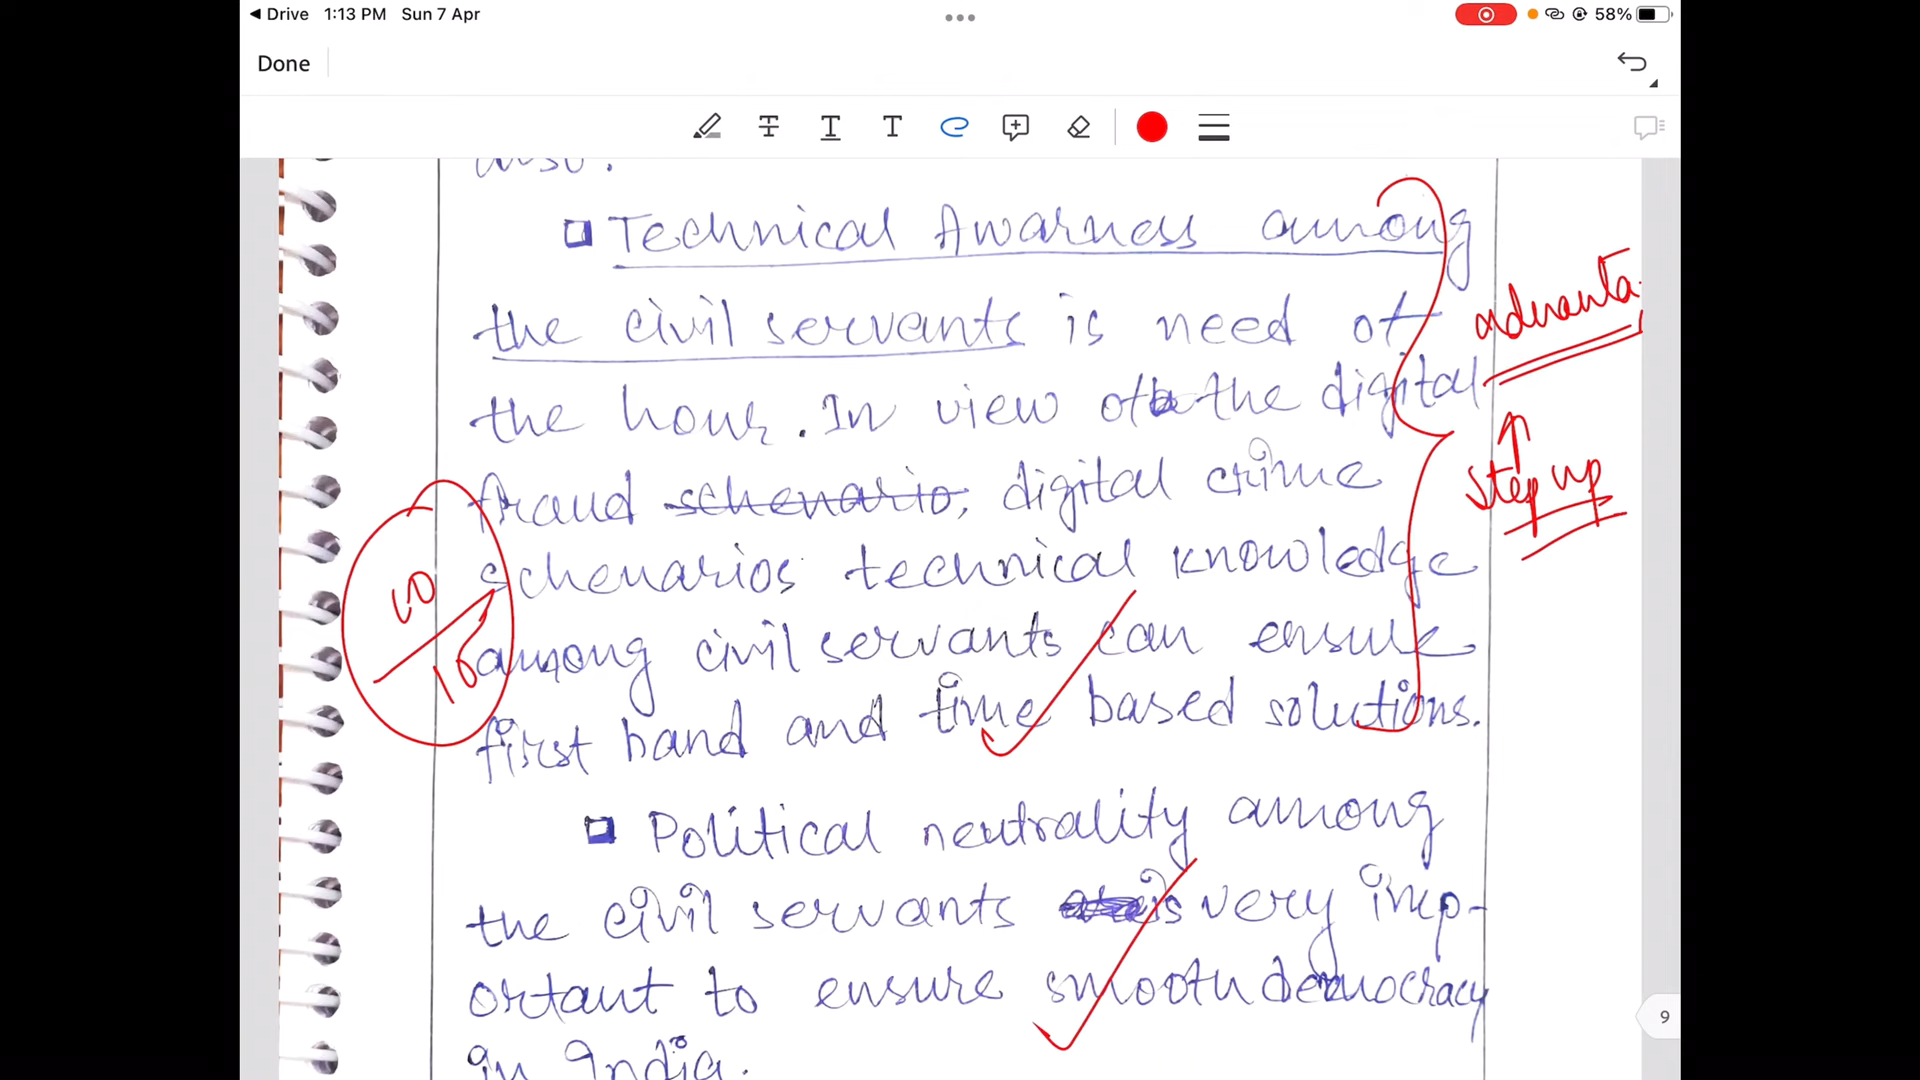 Drive 1:13 PM Sun 7 Apr 58%
Done
T T T
also.
Technical Awarness among
the civil servants is need of
the hour. In view of the digital
fraud schenario, digital crime
schenarios technical knowledge
among civil servants can ensure
first hand and time based solutions.
Political neutrality among
the civil servants is very imp-
ortant to ensure smooth democracy
in India.
advanta
step up
10
16
9